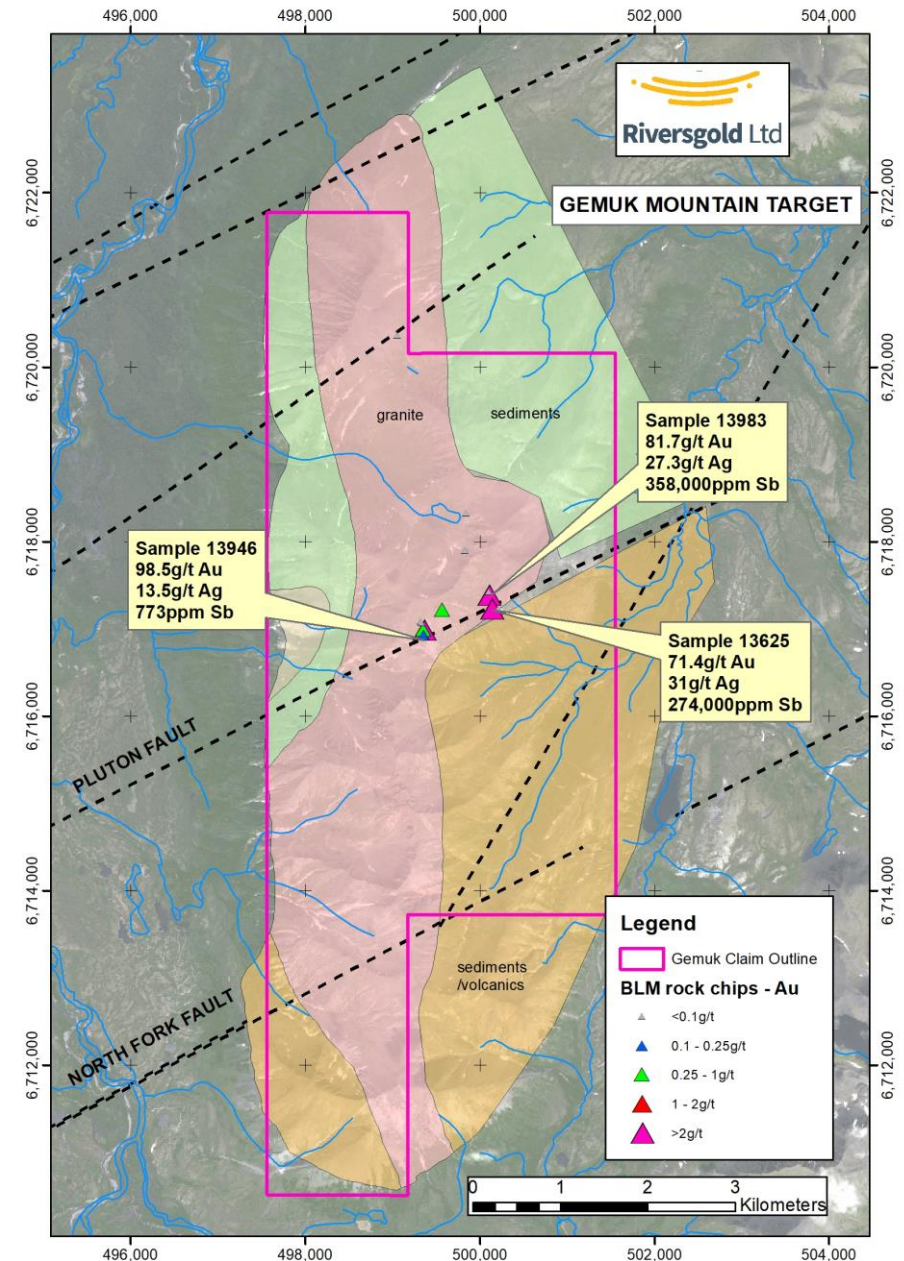 496,000
498,000
500,000
502,000
504,000
Riversgold Ltd
GEMUK MOUNTAIN TARGET
6,722,000
6,722,000
6,720,000
6,720,000
granite
sediments
Sample 13983
81.7g/t Au
27.3g/t Ag
358,000ppm Sb
6,718,000
6,718,000
Sample 13946
98.5g/t Au
13.5g/t Ag
773ppm Sb
Sample 13625
71.4g/t Au
31g/t Ag
274,000ppm Sb
6,716,000
6,716,000
PLUTON FAULT
6,714,000
6,714,000
sediments
/volcanics
NORTH FORK FAULT
6,712,000
6,712,000
Legend
Gemuk Claim Outline
BLM rock chips - Au
<0.1g/t
0.1 - 0.25g/t
0.25 - 1g/t
1 - 2g/t
>2g/t
0
1
2
3
Kilometers
496,000
498,000
500,000
502,000
504,000